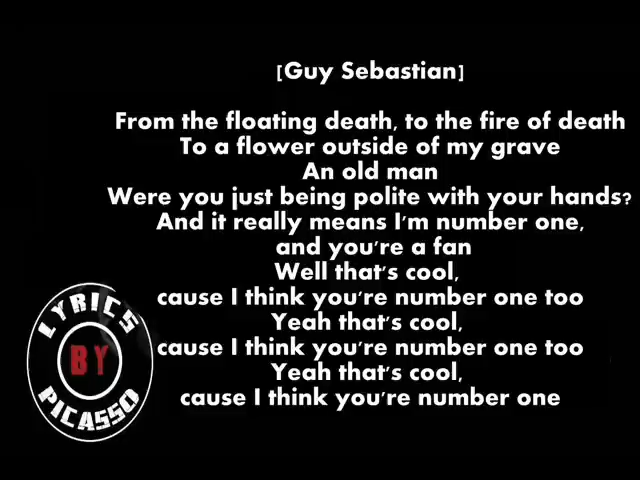 [Guy Sebastian]
From the floating death, to the fire of death
To a flower outside of my grave
An old man
Were you just being polite with your hands?
And it really means I'm number one,
and you're a fan
Well that's cool,
cause I think you're number one too
Yeah that's cool,
cause I think you're number one too
Yeah that's cool,
cause I think you're number one
LYRICS
BY
PICASSO